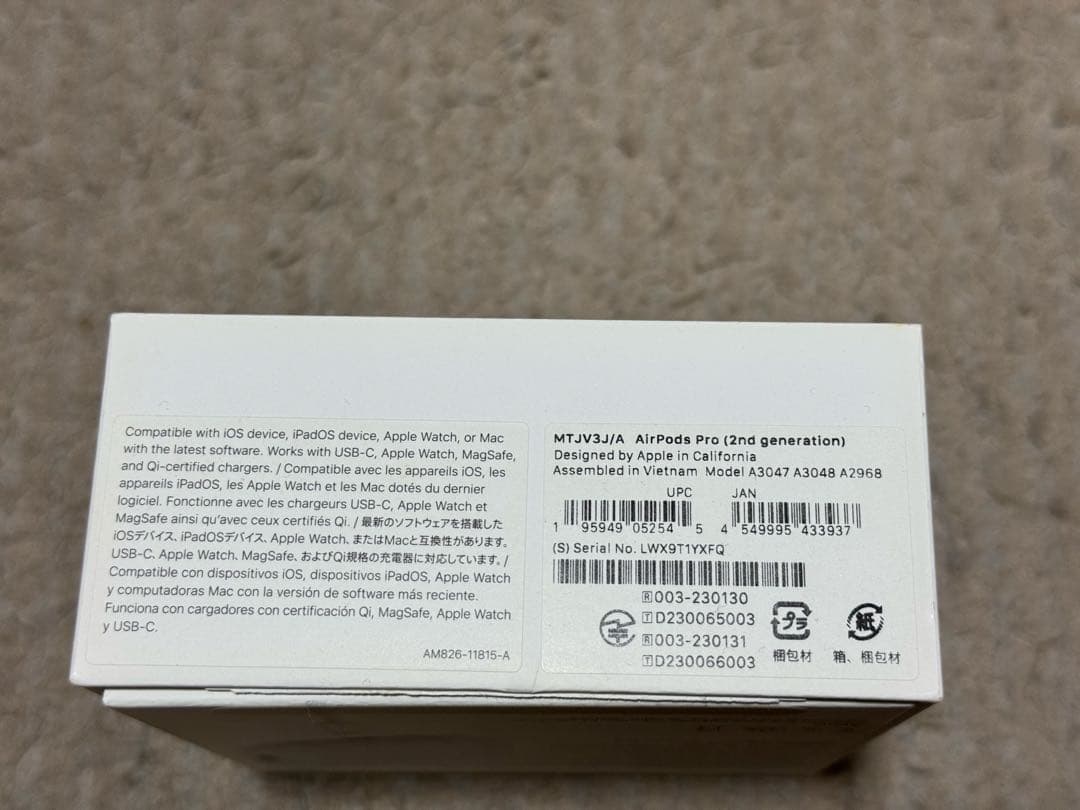 Compatible with iOS device, iPadOS device, Apple Watch, or Mac
with the latest software. Works with USB-C, Apple Watch, MagSafe,
and Qi-certified chargers. / Compatible avec les appareils iOS, les
appareils iPadOS, les Apple Watch et les Mac dotés du dernier
logiciel. Fonctionne avec les chargeurs USB-C, Apple Watch et
MagSafe ainsi qu'avec ceux certifiés Qi. / 最新のソフトウェアを搭載した
iOSデバイス、iPadOSデバイス、Apple Watch、またはMacと互換性があります。
USB-C、Apple Watch、MagSafe、およびQi規格の充電器に対応しています。/
Compatible con dispositivos iOS, dispositivos iPadOS, Apple Watch
y computadoras Mac con la versión de software más reciente.
Funciona con cargadores con certificación Qi, MagSafe, Apple Watch
y USB-C.
AM826-11815-A
MTJV3J/A AirPods Pro (2nd generation)
Designed by Apple in California
Assembled in Vietnam Model A3047 A3048 A2968
UPC JAN
1 95949 05254 5 4 549995 433937
(S) Serial No. LWX9T1YXFQ
R 003-230130
T D230065003
R 003-231031
T D230066003
プラ
梱包材
紙
箱、梱包材